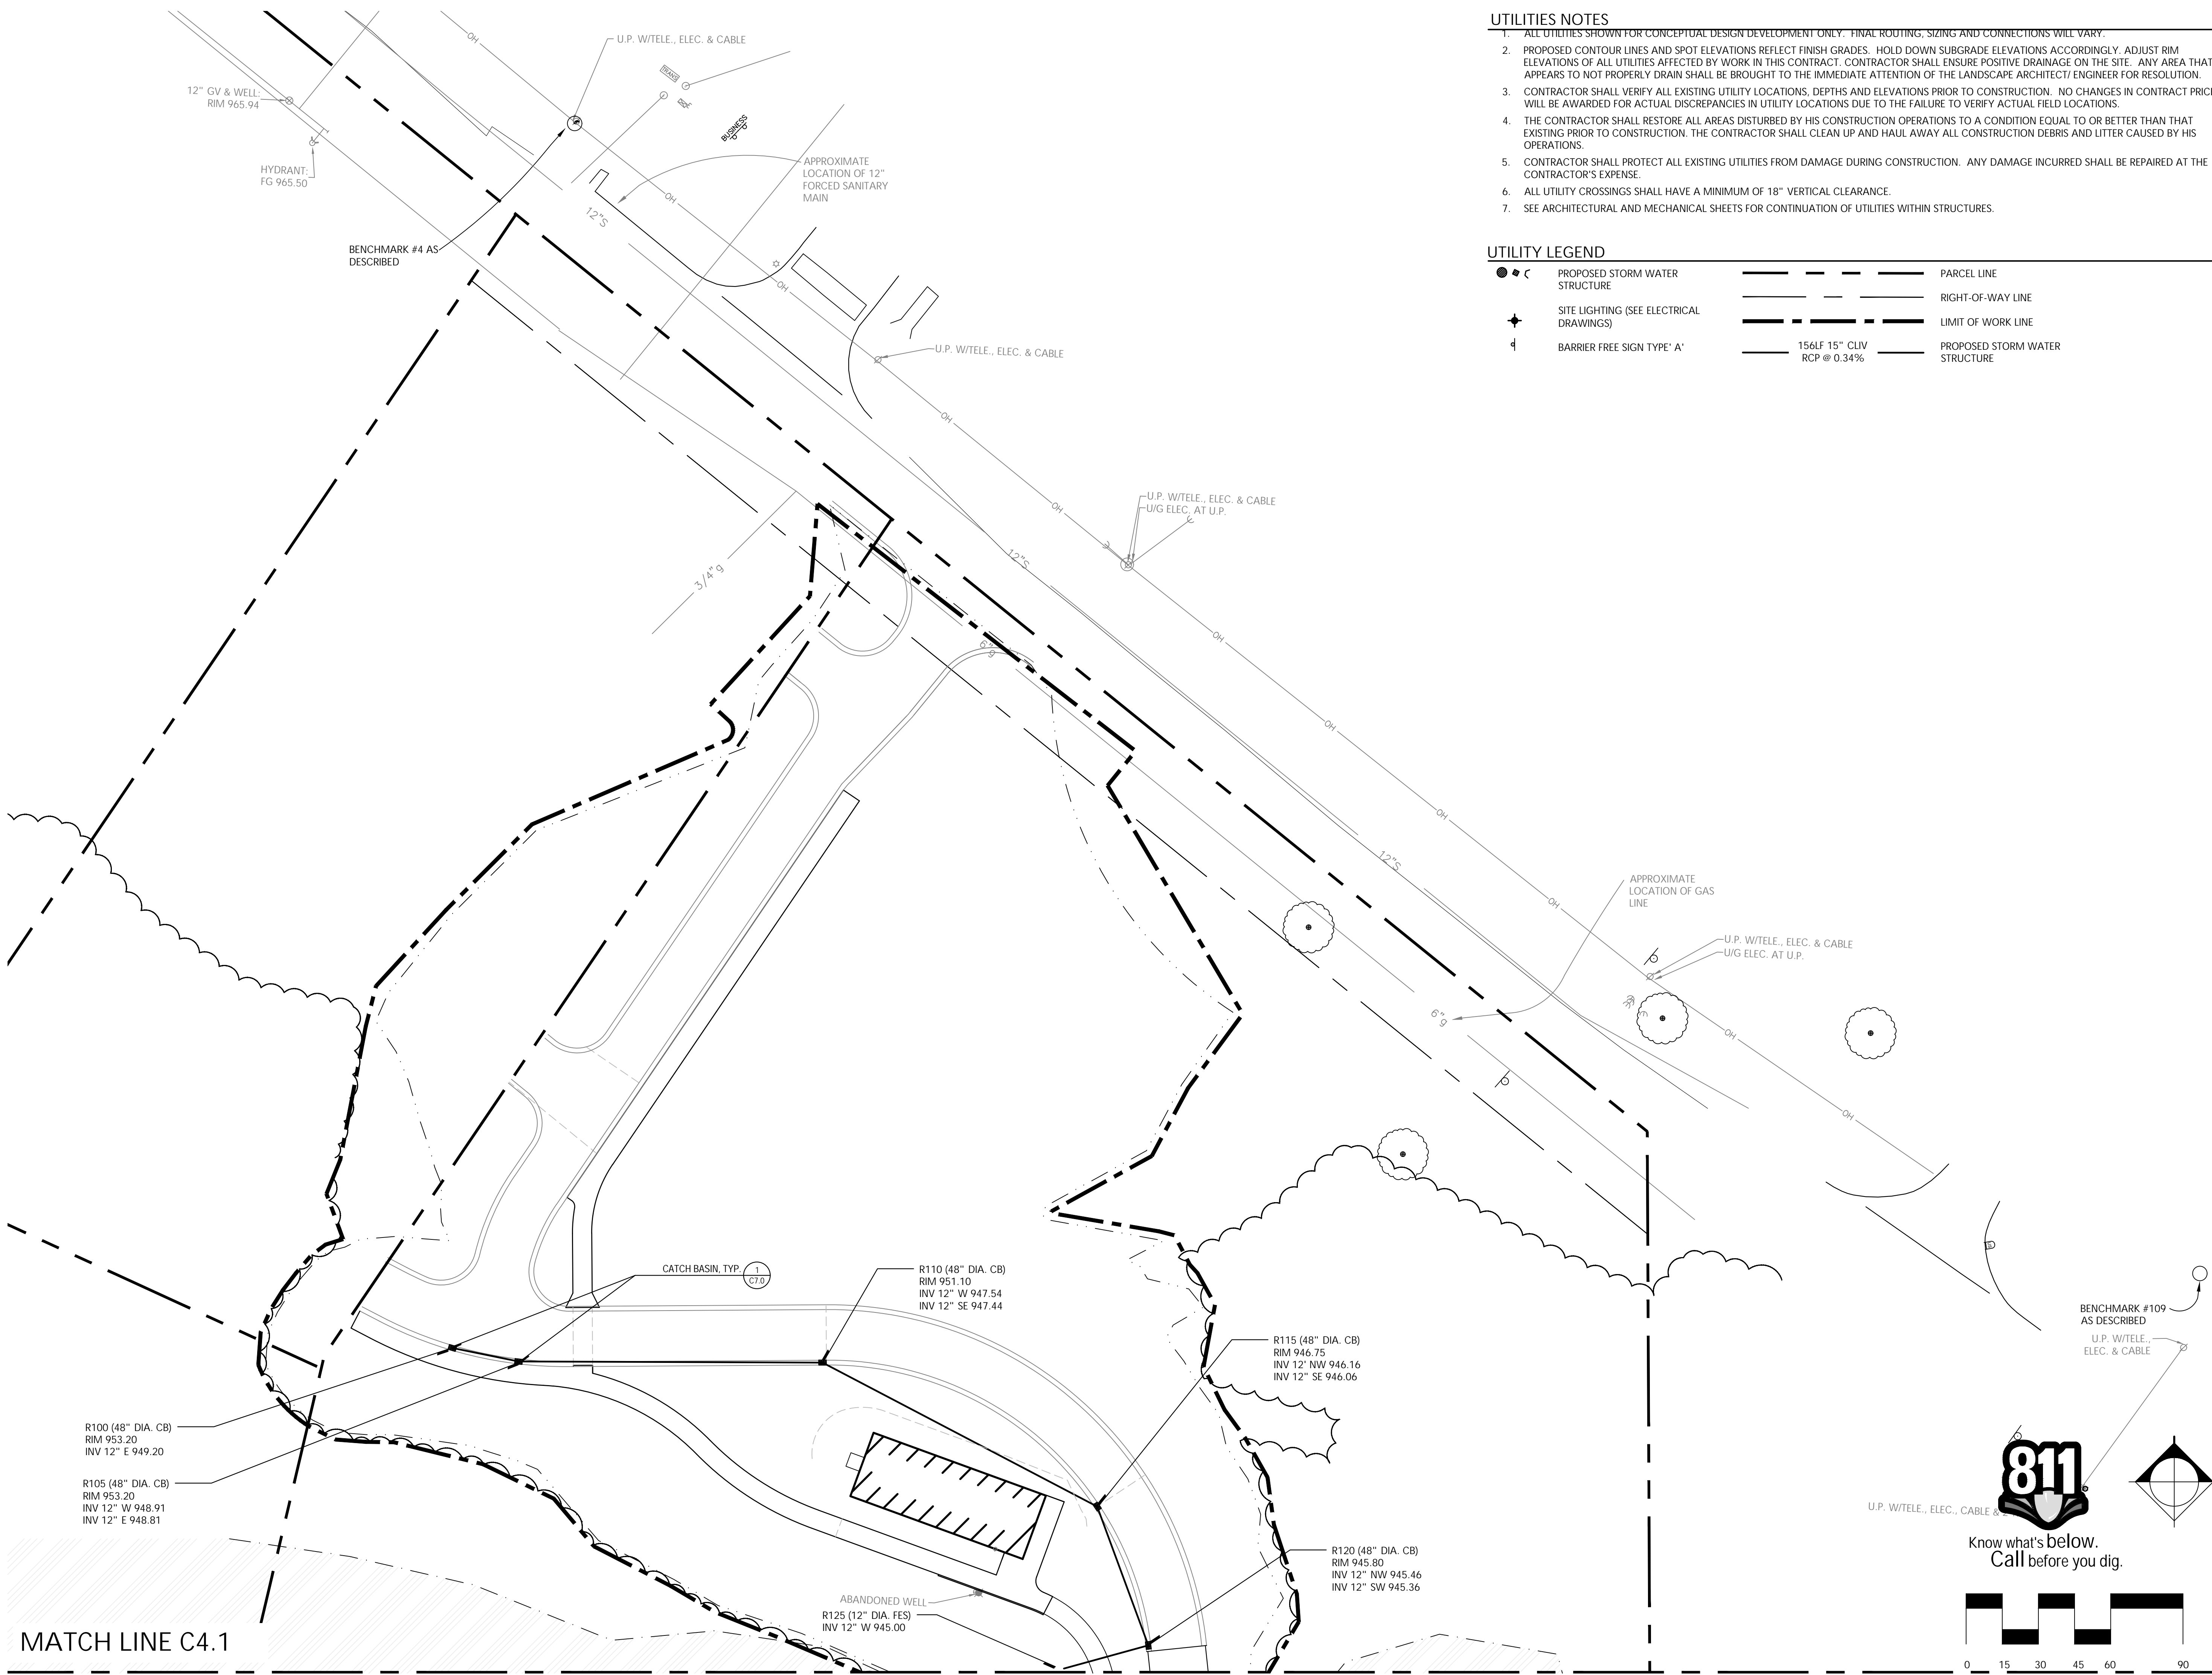 UTILITIES NOTES
1. ALL UTILITIES SHOWN FOR CONCEPTUAL DESIGN DEVELOPMENT ONLY. FINAL ROUTING, SIZING AND CONNECTIONS WILL VARY.
2. PROPOSED CONTOUR LINES AND SPOT ELEVATIONS REFLECT FINISH GRADES. HOLD DOWN SUBGRADE ELEVATIONS ACCORDINGLY. ADJUST RIM
ELEVATIONS OF ALL UTILITIES AFFECTED BY WORK IN THIS CONTRACT. CONTRACTOR SHALL ENSURE POSITIVE DRAINAGE ON THE SITE. ANY AREA THAT
APPEARS TO NOT PROPERLY DRAIN SHALL BE BROUGHT TO THE IMMEDIATE ATTENTION OF THE LANDSCAPE ARCHITECT/ ENGINEER FOR RESOLUTION.
3. CONTRACTOR SHALL VERIFY ALL EXISTING UTILITY LOCATIONS, DEPTHS AND ELEVATIONS PRIOR TO CONSTRUCTION. NO CHANGES IN CONTRACT PRICE
WILL BE AWARDED FOR ACTUAL DISCREPANCIES IN UTILITY LOCATIONS DUE TO THE FAILURE TO VERIFY ACTUAL FIELD LOCATIONS.
4. THE CONTRACTOR SHALL RESTORE ALL AREAS DISTURBED BY HIS CONSTRUCTION OPERATIONS TO A CONDITION EQUAL TO OR BETTER THAN THAT
EXISTING PRIOR TO CONSTRUCTION. THE CONTRACTOR SHALL CLEAN UP AND HAUL AWAY ALL CONSTRUCTION DEBRIS AND LITTER CAUSED BY HIS
OPERATIONS.
5. CONTRACTOR SHALL PROTECT ALL EXISTING UTILITIES FROM DAMAGE DURING CONSTRUCTION. ANY DAMAGE INCURRED SHALL BE REPAIRED AT THE
CONTRACTOR'S EXPENSE.
6. ALL UTILITY CROSSINGS SHALL HAVE A MINIMUM OF 18" VERTICAL CLEARANCE.
7. SEE ARCHITECTURAL AND MECHANICAL SHEETS FOR CONTINUATION OF UTILITIES WITHIN STRUCTURES.
UTILITY LEGEND
PROPOSED STORM WATER
STRUCTURE
SITE LIGHTING (SEE ELECTRICAL
DRAWINGS)
BARRIER FREE SIGN TYPE' A'
PARCEL LINE
RIGHT-OF-WAY LINE
LIMIT OF WORK LINE
156LF 15" CLIV
RCP @ 0.34%
PROPOSED STORM WATER
STRUCTURE
OH
U.P. W/TELE., ELEC. & CABLE
TRANS
12" GV & WELL:
RIM 965.94
BUSINESS
HYDRANT:
FG 965.50
APPROXIMATE
LOCATION OF 12"
FORCED SANITARY
MAIN
OH
12"S
BENCHMARK #4 AS
DESCRIBED
OH
U.P. W/TELE., ELEC. & CABLE
OH
U.P. W/TELE., ELEC. & CABLE
U/G ELEC. AT U.P.
OH
12"S
3/4"g
OH
6"g
OH
OH
12"S
APPROXIMATE
LOCATION OF GAS
LINE
OH
U.P. W/TELE., ELEC. & CABLE
U/G ELEC. AT U.P.
6"g
OH
OH
CATCH BASIN, TYP.
1
C7.0
R110 (48" DIA. CB)
RIM 951.10
INV 12" W 947.54
INV 12" SE 947.44
BENCHMARK #109
AS DESCRIBED
U.P. W/TELE.,
ELEC. & CABLE
R115 (48" DIA. CB)
RIM 946.75
INV 12' NW 946.16
INV 12" SE 946.06
R100 (48" DIA. CB)
RIM 953.20
INV 12" E 949.20
R105 (48" DIA. CB)
RIM 953.20
INV 12" W 948.91
INV 12" E 948.81
811
U.P. W/TELE., ELEC., CABLE &
Know what's below.
Call before you dig.
R120 (48" DIA. CB)
RIM 945.80
INV 12" NW 945.46
INV 12" SW 945.36
ABANDONED WELL
R125 (12" DIA. FES)
INV 12" W 945.00
MATCH LINE C4.1
0 15 30 45 60 90